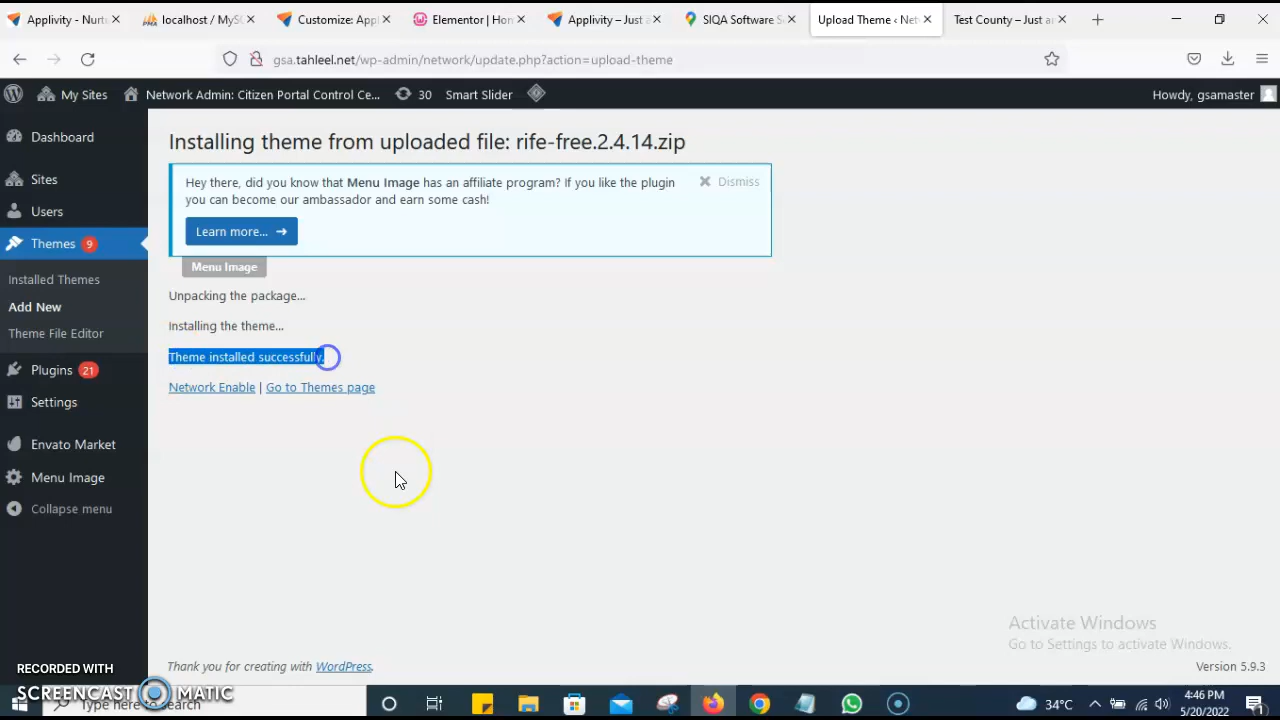 Applivity - Nurt
localhost / MySQ
Customize: App
Elementor | Hon
Applivity – Just a
SIQA Software S
Upload Theme ‹ Net
Test County – Just a
gsa.tahleel.net/wp-admin/network/update.php?action=upload-theme
My Sites
Network Admin: Citizen Portal Control Ce...
30
Smart Slider
Howdy, gsamaster
Dashboard
Sites
Users
Themes 9
Installed Themes
Add New
Theme File Editor
Plugins 21
Settings
Envato Market
Menu Image
Collapse menu
Installing theme from uploaded file: rife-free.2.4.14.zip
Hey there, did you know that Menu Image has an affiliate program? If you like the plugin
you can become our ambassador and earn some cash!
Dismiss
Learn more... →
Menu Image
Unpacking the package...
Installing the theme...
Theme installed successfully.
Network Enable | Go to Themes page
Activate Windows
Go to Settings to activate Windows.
Thank you for creating with WordPress.
Version 5.9.3
RECORDED WITH
SCREENCAST MATIC
Type here to search
34°C
4:46 PM
5/20/2022